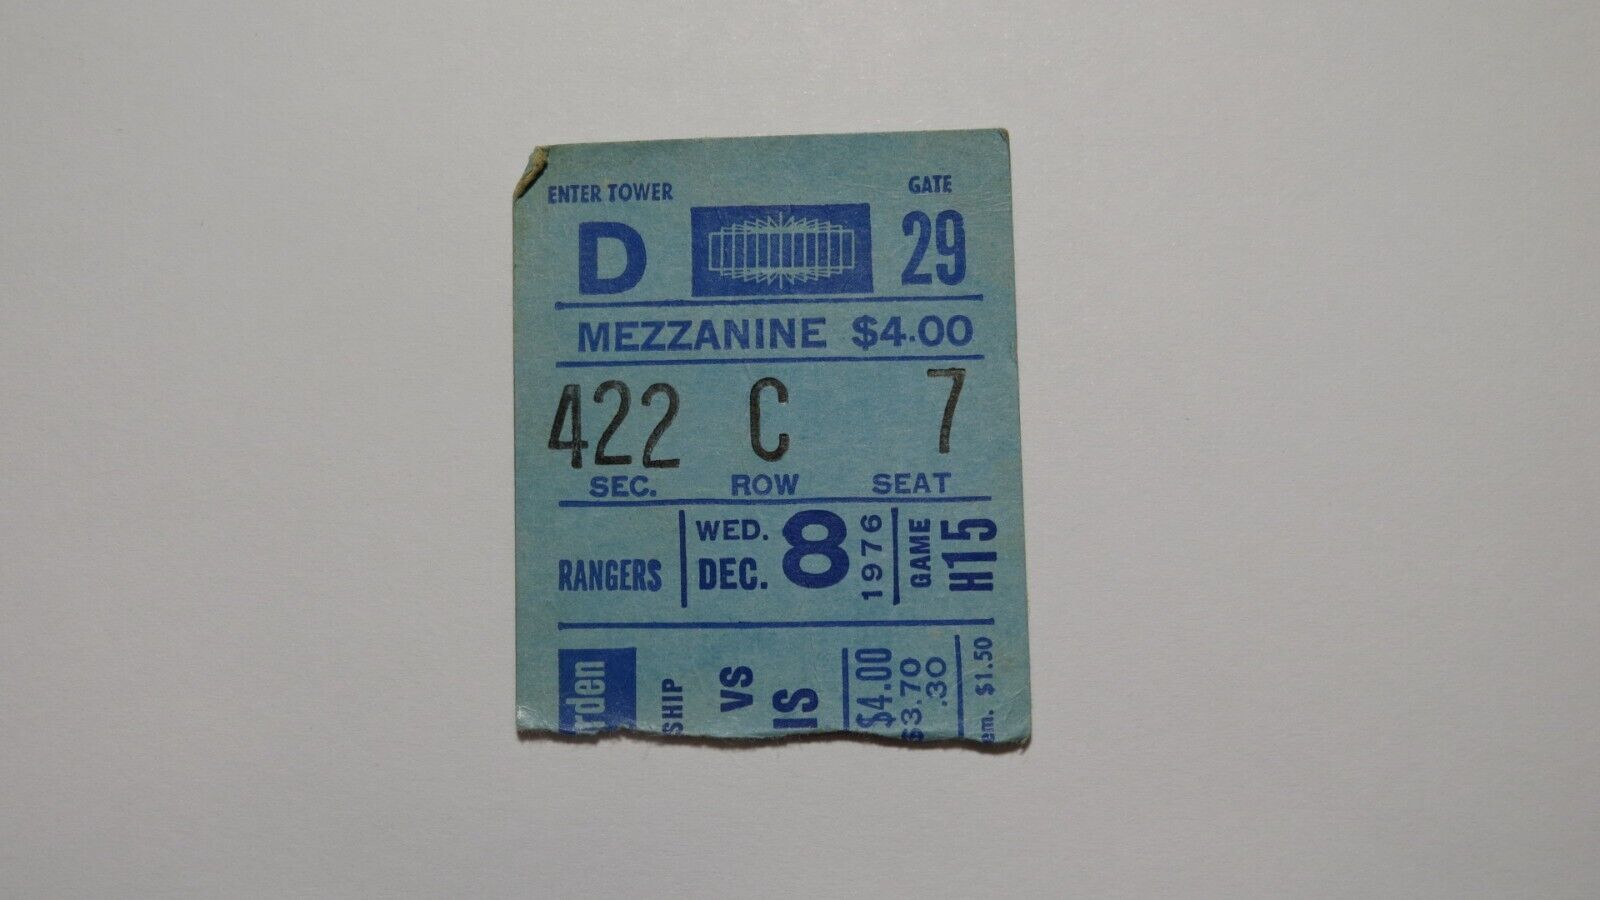 ENTER TOWER GATE
D 29
MEZZANINE $4.00
422 C 7
SEC. ROW SEAT
RANGERS WED. DEC. 8 1976 GAME H15
rden
SHIP
VS
IS
$4.00
$3.70
.30
em. $1.50